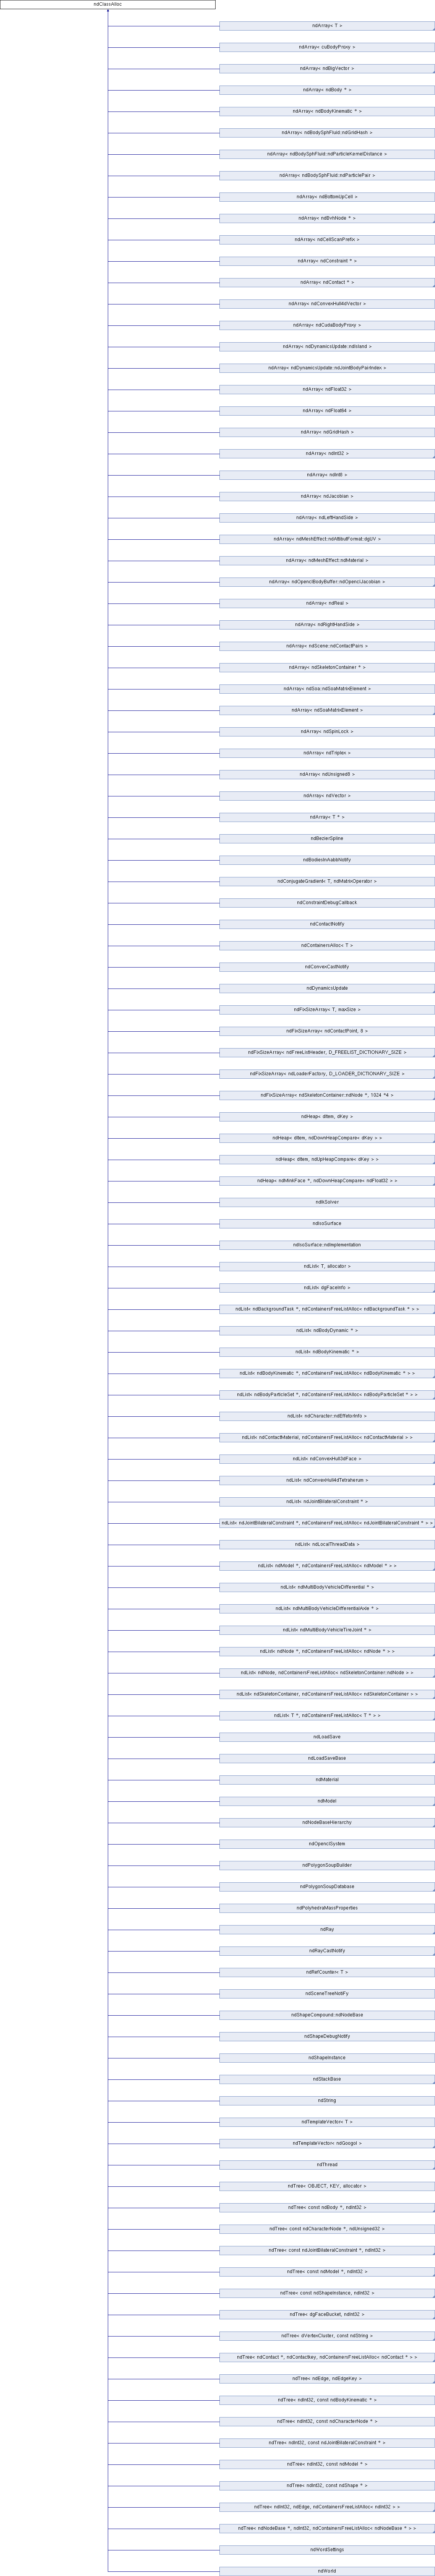 ndClassAlloc
ndArray< T >
ndArray< cuBodyProxy >
ndArray< ndBigVector >
ndArray< ndBody * >
ndArray< ndBodyKinematic * >
ndArray< ndBodySphFluid::ndGridHash >
ndArray< ndBodySphFluid::ndParticleKernelDistance >
ndArray< ndBodySphFluid::ndParticlePair >
ndArray< ndBottomUpCell >
ndArray< ndBvhNode * >
ndArray< ndCellScanPrefix >
ndArray< ndConstraint * >
ndArray< ndContact * >
ndArray< ndConvexHull4dVector >
ndArray< ndCudaBodyProxy >
ndArray< ndDynamicsUpdate::ndIsland >
ndArray< ndDynamicsUpdate::ndJointBodyPairIndex >
ndArray< ndFloat32 >
ndArray< ndFloat64 >
ndArray< ndGridHash >
ndArray< ndInt32 >
ndArray< ndInt8 >
ndArray< ndJacobian >
ndArray< ndLeftHandSide >
ndArray< ndMeshEffect::ndAttibutFormat::dgUV >
ndArray< ndMeshEffect::ndMaterial >
ndArray< ndOpenclBodyBuffer::ndOpenclJacobian >
ndArray< ndReal >
ndArray< ndRightHandSide >
ndArray< ndScene::ndContactPairs >
ndArray< ndSkeletonContainer * >
ndArray< ndSoa::ndSoaMatrixElement >
ndArray< ndSoaMatrixElement >
ndArray< ndSpinLock >
ndArray< ndTriplex >
ndArray< ndUnsigned8 >
ndArray< ndVector >
ndArray< T * >
ndBezierSpline
ndBodiesInAabbNotify
ndConjugateGradient< T, ndMatrixOperator >
ndConstraintDebugCallback
ndContactNotify
ndContainersAlloc< T >
ndConvexCastNotify
ndDynamicsUpdate
ndFixSizeArray< T, maxSize >
ndFixSizeArray< ndContactPoint, 8 >
ndFixSizeArray< ndFreeListHeader, D_FREELIST_DICTIONARY_SIZE >
ndFixSizeArray< ndLoaderFactory, D_LOADER_DICTIONARY_SIZE >
ndFixSizeArray< ndSkeletonContainer::ndNode *, 1024 *4 >
ndHeap< dItem, dKey >
ndHeap< dItem, ndDownHeapCompare< dKey > >
ndHeap< dItem, ndUpHeapCompare< dKey > >
ndHeap< ndMinkFace *, ndDownHeapCompare< ndFloat32 > >
ndIkSolver
ndIsoSurface
ndIsoSurface::ndImplementation
ndList< T, allocator >
ndList< dgFaceInfo >
ndList< ndBackgroundTask *, ndContainersFreeListAlloc< ndBackgroundTask * > >
ndList< ndBodyDynamic * >
ndList< ndBodyKinematic * >
ndList< ndBodyKinematic *, ndContainersFreeListAlloc< ndBodyKinematic * > >
ndList< ndBodyParticleSet *, ndContainersFreeListAlloc< ndBodyParticleSet * > >
ndList< ndCharacter::ndEffetorInfo >
ndList< ndContactMaterial, ndContainersFreeListAlloc< ndContactMaterial > >
ndList< ndConvexHull3dFace >
ndList< ndConvexHull4dTetraherum >
ndList< ndJointBilateralConstraint * >
ndList< ndJointBilateralConstraint *, ndContainersFreeListAlloc< ndJointBilateralConstraint * > >
ndList< ndLocalThreadData >
ndList< ndModel *, ndContainersFreeListAlloc< ndModel * > >
ndList< ndMultiBodyVehicleDifferential * >
ndList< ndMultiBodyVehicleDifferentialAxle * >
ndList< ndMultiBodyVehicleTireJoint * >
ndList< ndNode *, ndContainersFreeListAlloc< ndNode * > >
ndList< ndNode, ndContainersFreeListAlloc< ndSkeletonContainer::ndNode > >
ndList< ndSkeletonContainer, ndContainersFreeListAlloc< ndSkeletonContainer > >
ndList< T *, ndContainersFreeListAlloc< T * > >
ndLoadSave
ndLoadSaveBase
ndMaterial
ndModel
ndNodeBaseHierarchy
ndOpenclSystem
ndPolygonSoupBuilder
ndPolygonSoupDatabase
ndPolyhedraMassProperties
ndRay
ndRayCastNotify
ndRefCounter< T >
ndSceneTreeNotiFy
ndShapeCompound::ndNodeBase
ndShapeDebugNotify
ndShapeInstance
ndStackBase
ndString
ndTemplateVector< T >
ndTemplateVector< ndGoogol >
ndThread
ndTree< OBJECT, KEY, allocator >
ndTree< const ndBody *, ndInt32 >
ndTree< const ndCharacterNode *, ndUnsigned32 >
ndTree< const ndJointBilateralConstraint *, ndInt32 >
ndTree< const ndModel *, ndInt32 >
ndTree< const ndShapeInstance, ndInt32 >
ndTree< dgFaceBucket, ndInt32 >
ndTree< dVertexCluster, const ndString >
ndTree< ndContact *, ndContactkey, ndContainersFreeListAlloc< ndContact * > >
ndTree< ndEdge, ndEdgeKey >
ndTree< ndInt32, const ndBodyKinematic * >
ndTree< ndInt32, const ndCharacterNode * >
ndTree< ndInt32, const ndJointBilateralConstraint * >
ndTree< ndInt32, const ndModel * >
ndTree< ndInt32, const ndShape * >
ndTree< ndInt32, ndEdge, ndContainersFreeListAlloc< ndInt32 > >
ndTree< ndNodeBase *, ndInt32, ndContainersFreeListAlloc< ndNodeBase * > >
ndWordSettings
ndWorld